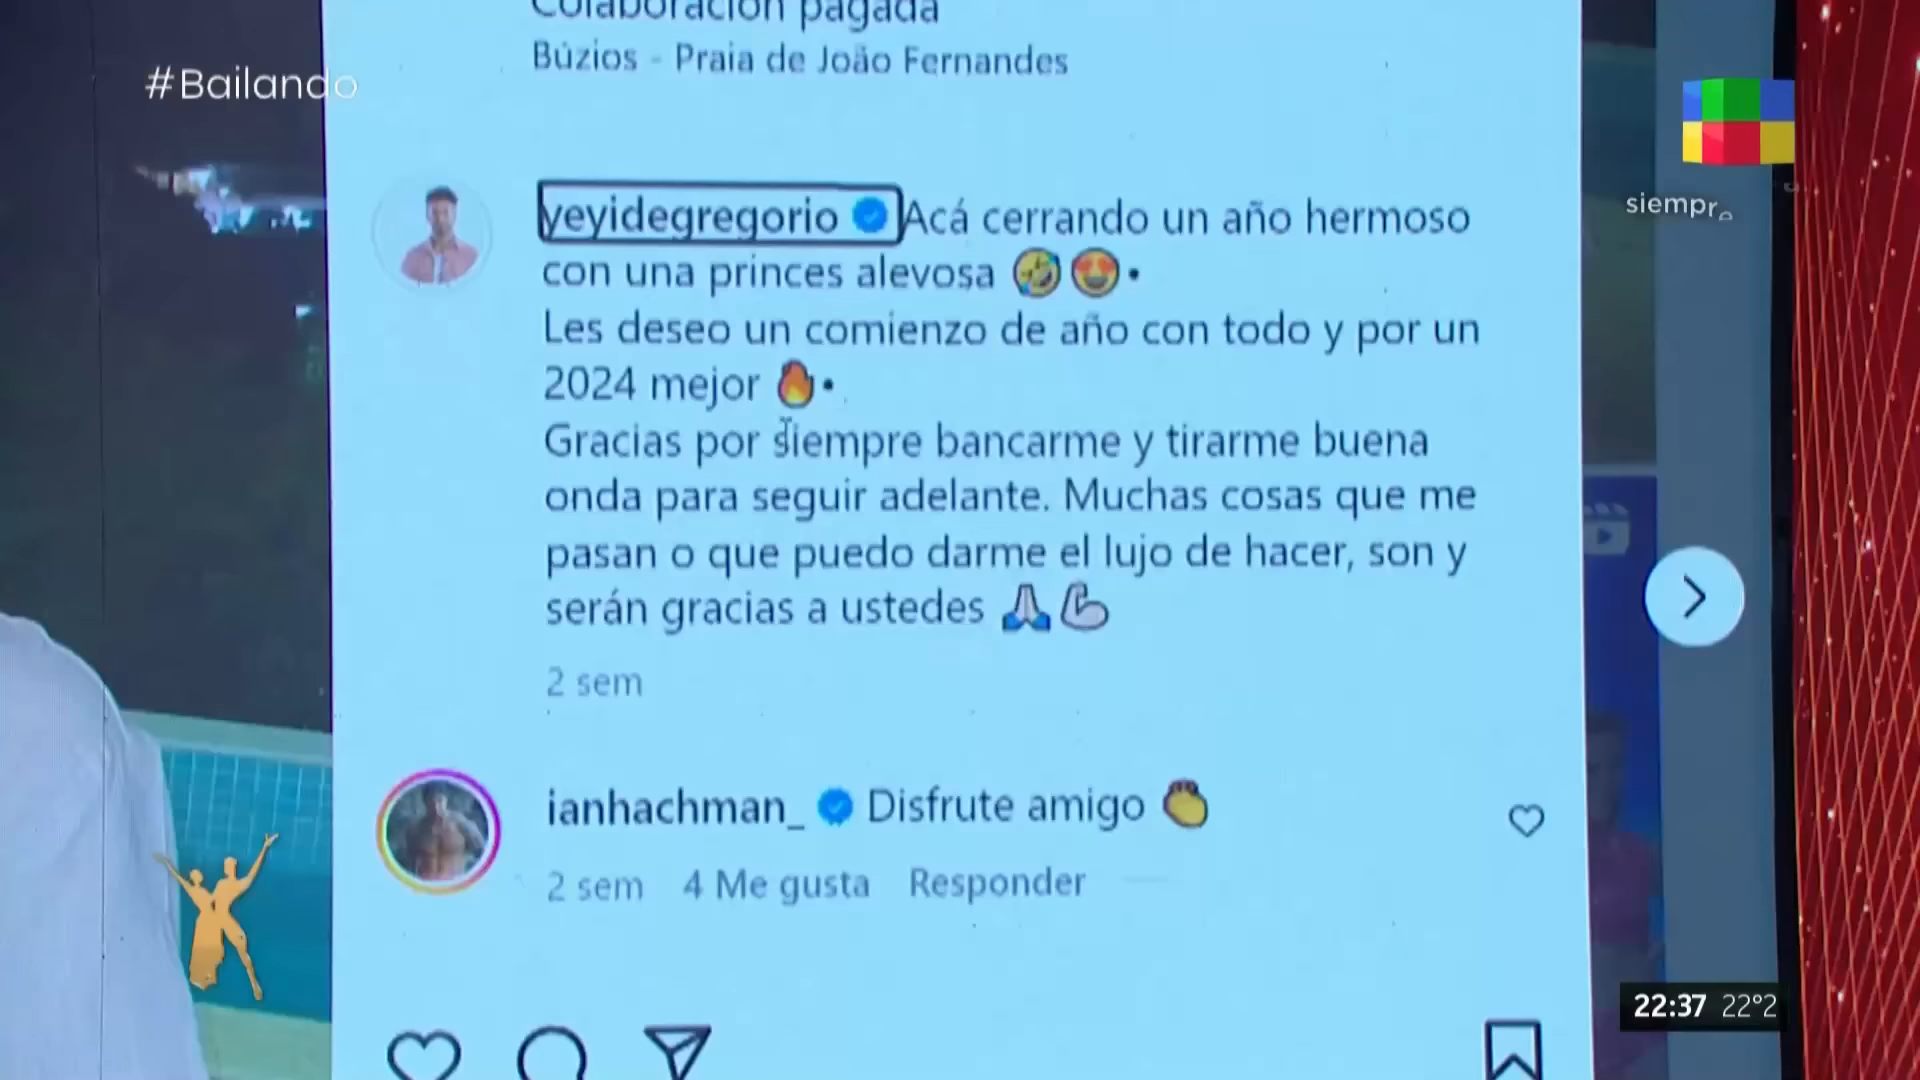 Colaboración pagada
Búzios - Praia de João Fernandes
#Bailando
yeyidegregorio Acá cerrando un año hermoso
con una princes alevosa 🤣😍•
Les deseo un comienzo de año con todo y por un
2024 mejor 🔥•
Gracias por siempre bancarme y tirarme buena
onda para seguir adelante. Muchas cosas que me
pasan o que puedo darme el lujo de hacer, son y
serán gracias a ustedes 🙏💪
2 sem
ianhachman_ Disfrute amigo 👏
2 sem 4 Me gusta Responder
22:37 22°2